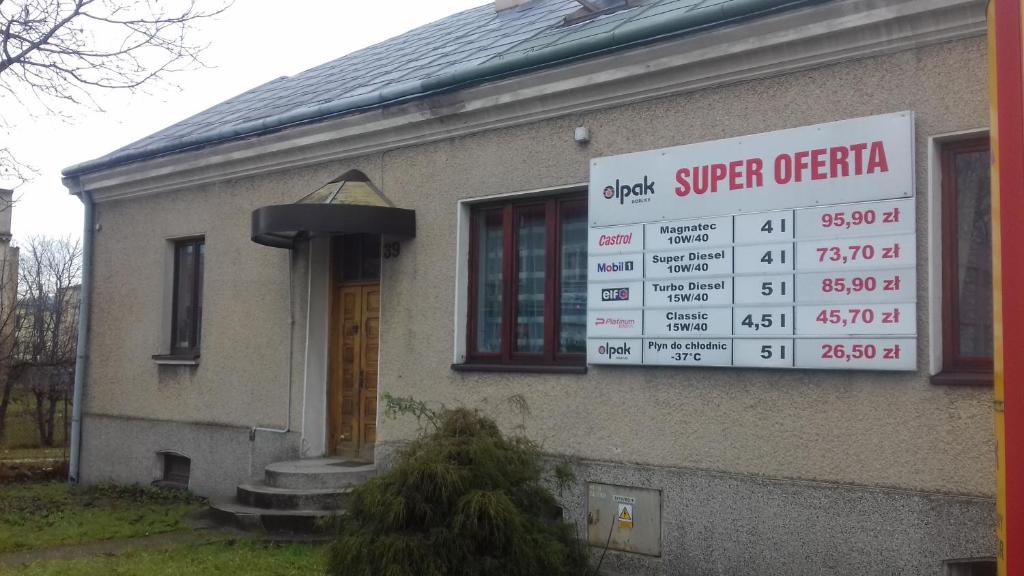 olpak
SUPER OFERTA
Castrol Magnatec 10W/40 4 l 95,90 zł
Mobil 1 Super Diesel 10W/40 4 l 73,70 zł
elf Turbo Diesel 15W/40 5 l 85,90 zł
Platinum Classic 15W/40 4,5 l 45,70 zł
olpak Płyn do chłodnic -37°C 5 l 26,50 zł
39